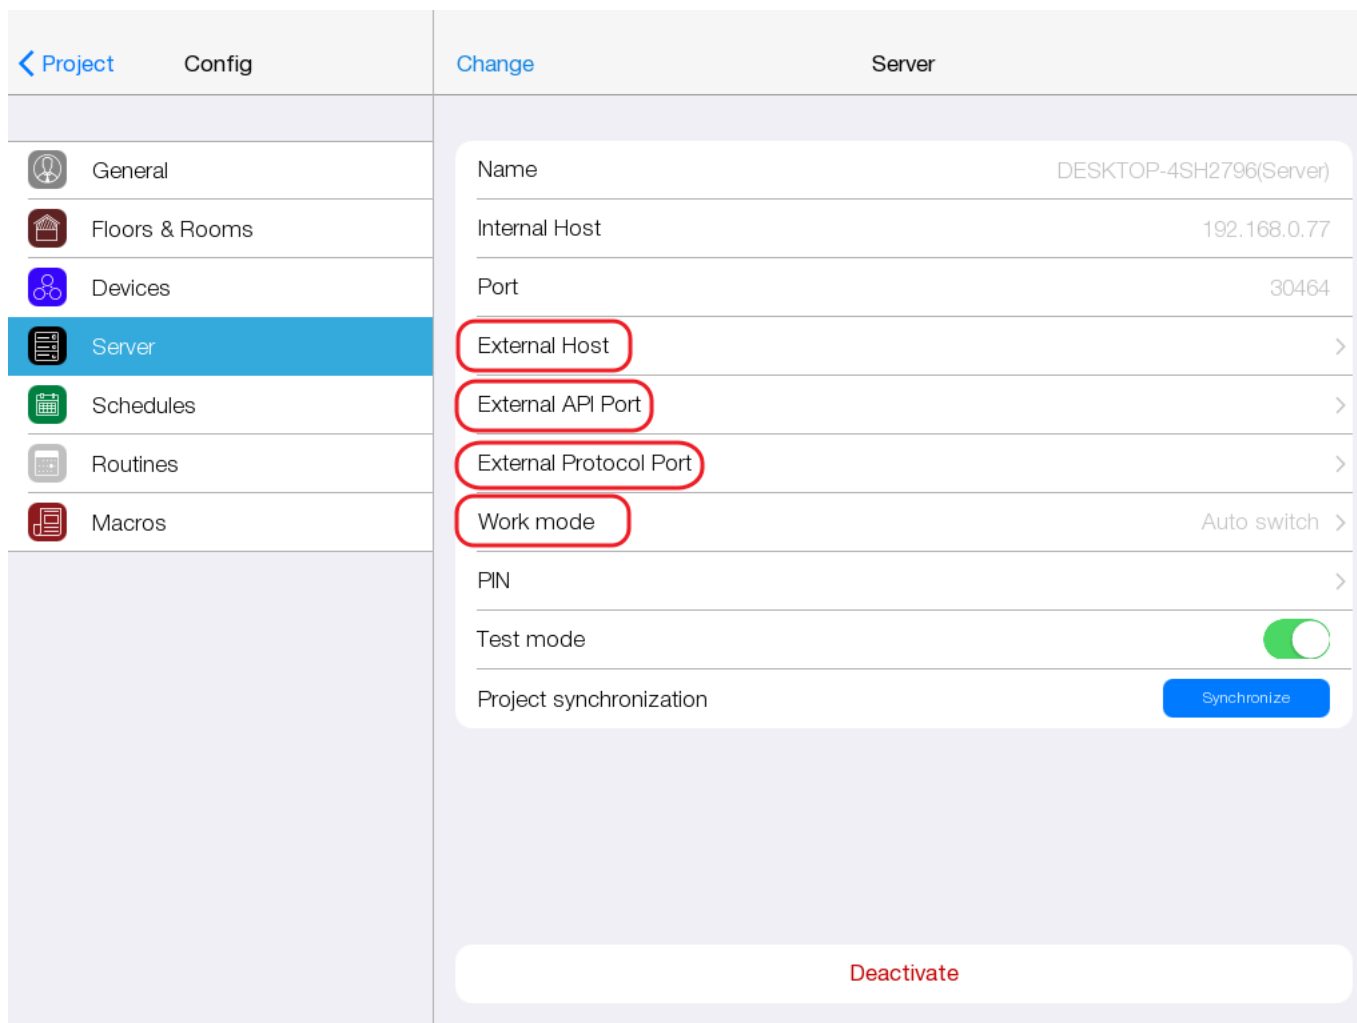 Project
Config
Change
Server
General
Floors & Rooms
Devices
Server
Schedules
Routines
Macros
Name
DESKTOP-4SH2796(Server)
Internal Host
192.168.0.77
Port
30464
External Host
External API Port
External Protocol Port
Work mode
Auto switch
PIN
Test mode
Project synchronization
Synchronize
Deactivate